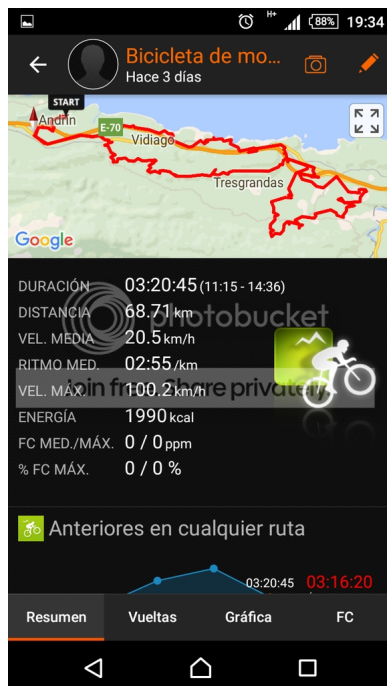 H+ 88% 19:34
Bicicleta de mo...
Hace 3 días
START
Andrín
E-70
Vidiago
Tresgrandas
Google
DURACIÓN 03:20:45 (11:15 - 14:36)
DISTANCIA 68.71 km
photobucket
VEL. MEDIA 20.5 km/h
RITMO MED. 02:55 /km
VEL. MÁX. 100.2 km/h
join free. Share privately.
ENERGÍA 1990 kcal
FC MED./MÁX. 0 / 0 ppm
% FC MÁX. 0 / 0 %
Anteriores en cualquier ruta
03:20:45 03:16:20
Resumen Vueltas Gráfica FC